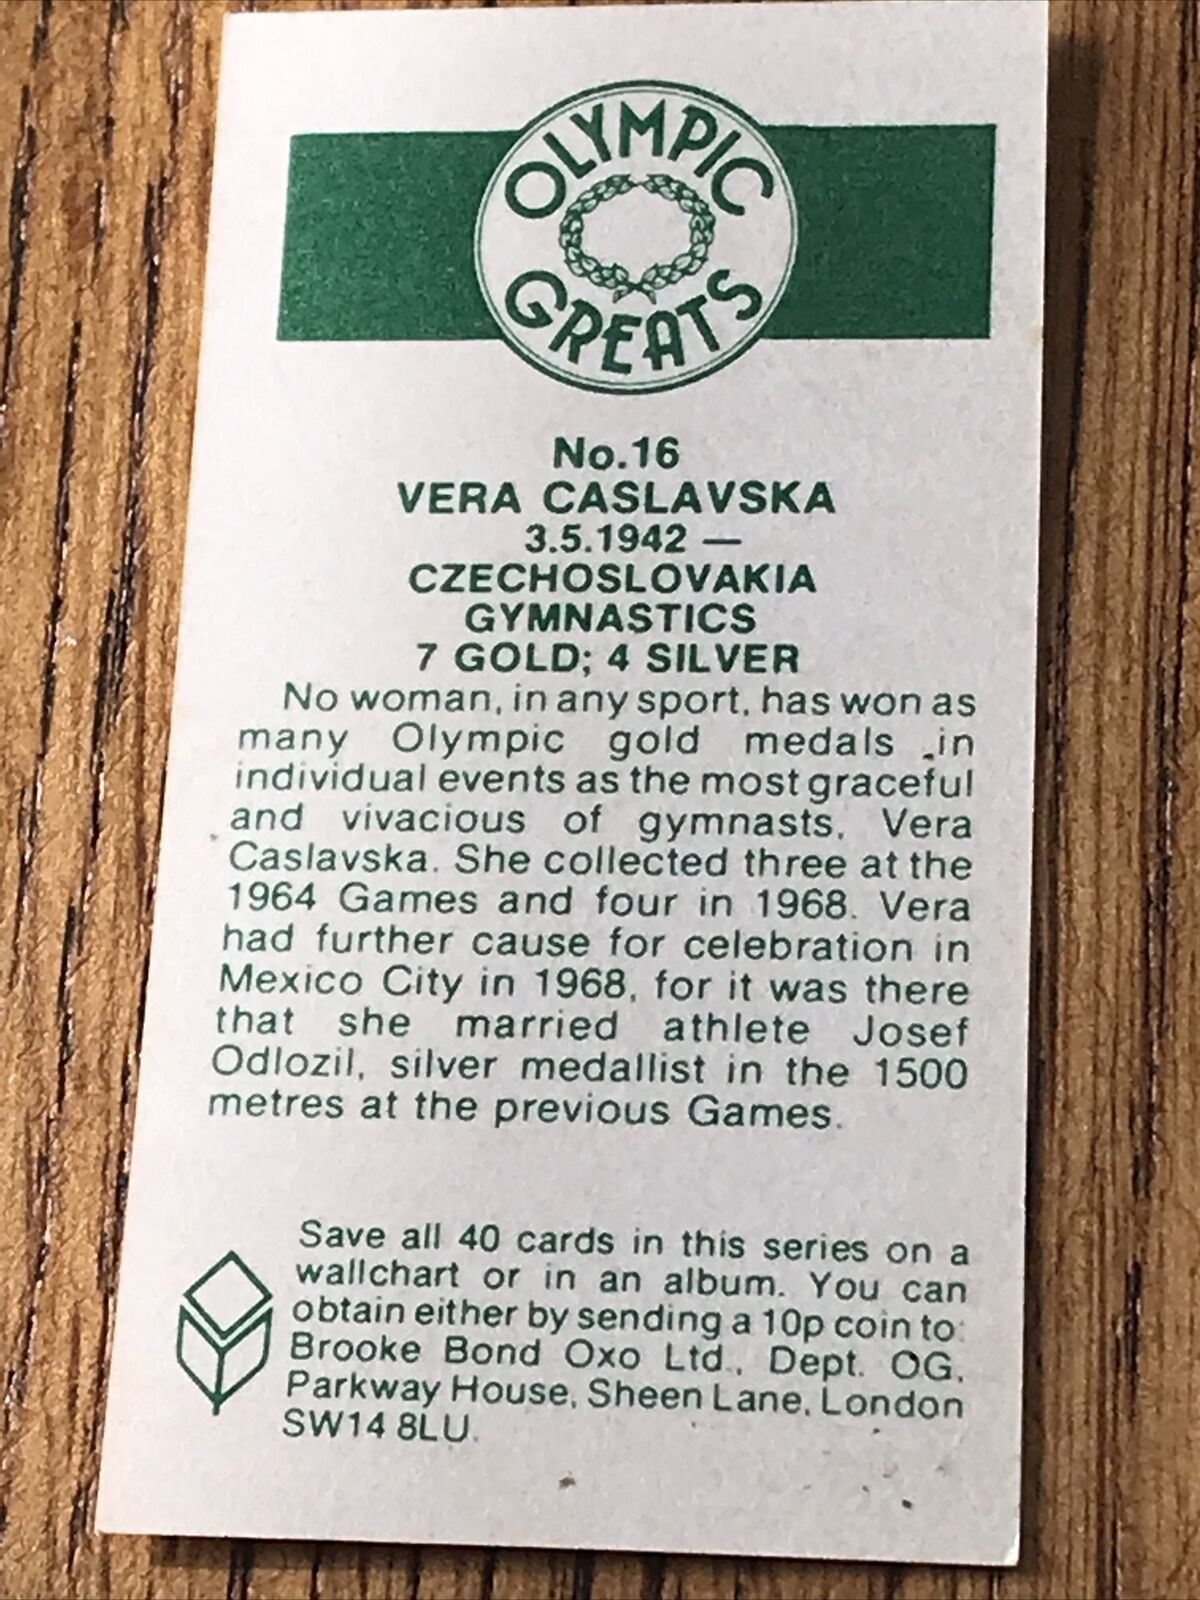 OLYMPIC
GREATS
No.16
VERA CASLAVSKA
3.5.1942 —
CZECHOSLOVAKIA
GYMNASTICS
7 GOLD; 4 SILVER
No woman, in any sport, has won as
many Olympic gold medals in
individual events as the most graceful
and vivacious of gymnasts, Vera
Caslavska. She collected three at the
1964 Games and four in 1968. Vera
had further cause for celebration in
Mexico City in 1968, for it was there
that she married athlete Josef
Odlozil, silver medallist in the 1500
metres at the previous Games.
Save all 40 cards in this series on a
wallchart or in an album. You can
obtain either by sending a 10p coin to:
Brooke Bond Oxo Ltd., Dept. OG,
Parkway House, Sheen Lane, London
SW14 8LU.